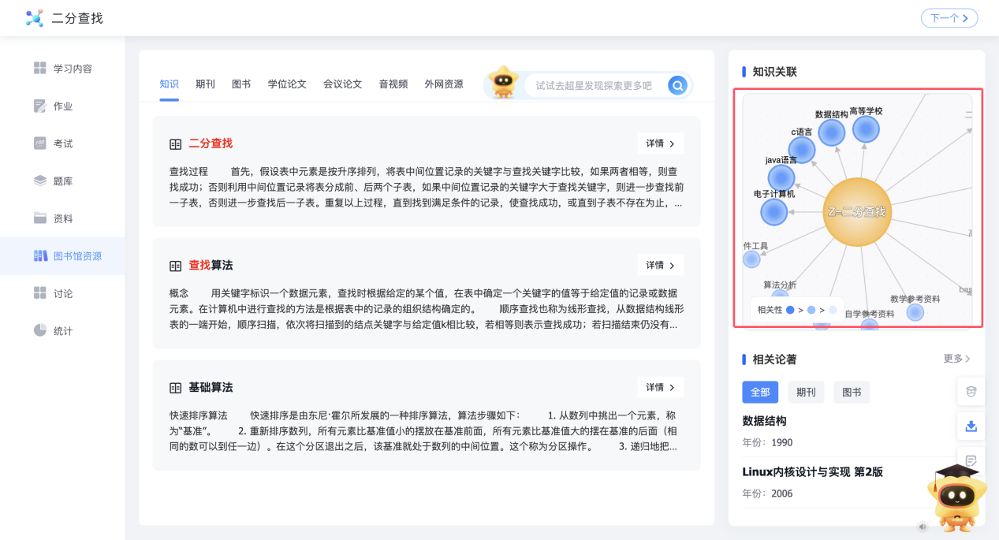 二分查找
下一个
学习内容
作业
考试
题库
资料
图书馆资源
讨论
统计
知识 期刊 图书 学位论文 会议论文 音视频 外网资源
试试去超星发现探索更多吧
二分查找
详情
查找过程 首先，假设表中元素是按升序排列，将表中间位置记录的关键字与查找关键字比较，如果两者相等，则查
找成功；否则利用中间位置记录将表分成前、后两个子表，如果中间位置记录的关键字大于查找关键字，则进一步查找前
一子表，否则进一步查找后一子表。重复以上过程，直到找到满足条件的记录，使查找成功，或直到子表不存在为止，...
查找算法
详情
概念 用关键字标识一个数据元素，查找时根据给定的某个值，在表中确定一个关键字的值等于给定值的记录或数据
元素。在计算机中进行查找的方法是根据表中的记录的组织结构确定的。 顺序查找也称为线形查找，从数据结构线形
表的一端开始，顺序扫描，依次将扫描到的结点关键字与给定值k相比较，若相等则表示查找成功；若扫描结束仍没有...
基础算法
详情
快速排序算法 快速排序是由东尼·霍尔所发展的一种排序算法，算法步骤如下： 1. 从数列中挑出一个元素，称
为“基准”。 2. 重新排序数列，所有元素比基准值小的摆放在基准前面，所有元素比基准值大的摆在基准的后面（相
同的数可以到任一边）。在这个分区退出之后，该基准就处于数列的中间位置。这个称为分区操作。 3. 递归地把...
知识关联
高等学校
数据结构
c语言
java语言
电子计算机
Z=二分查找
件工具
算法分析
bas
教学参考资料
相关性 > >
自学参考资料
相关论著
更多
全部 期刊 图书
数据结构
年份：1990
Linux内核设计与实现 第2版
年份：2006